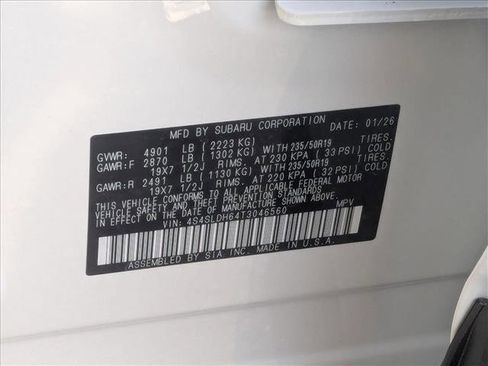 MFD BY SUBARU CORPORATION DATE: 01/26
GVWR: 4901 LB (2223 KG)
GAWR:F 2870 LB (1302 KG) WITH 235/50R19 TIRES.
19X7 1/2J RIMS. AT 230 KPA (33 PSI) COLD
GAWR:R 2491 LB (1130 KG) WITH 235/50R19 TIRES.
19X7 1/2J RIMS. AT 220 KPA (32 PSI) COLD
THIS VEHICLE CONFORMS TO ALL APPLICABLE FEDERAL MOTOR
VEHICLE SAFETY, BUMPER, AND THEFT PREVENTION STANDARDS
IN EFFECT ON THE DATE OF MANUFACTURE SHOWN ABOVE.
VIN: 4S4SLDH64T3046560 MPV
ASSEMBLED BY SIA INC. MADE IN U.S.A.